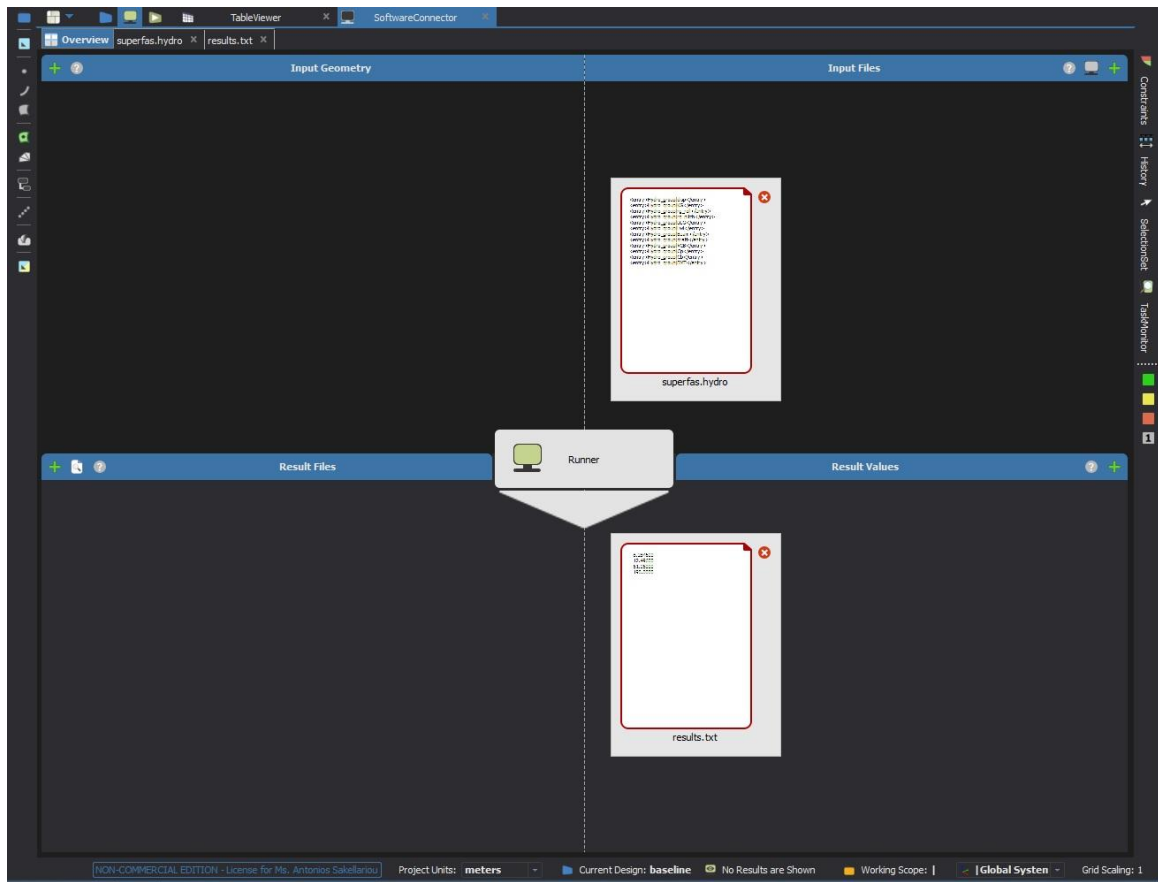 TableViewer
SoftwareConnector
Overview
superfas.hydro
results.txt
Input Geometry
Input Files
superfas.hydro
Runner
Result Files
Result Values
results.txt
Constraints
History
SelectionSet
TaskMonitor
1
NON-COMMERCIAL EDITION - License for Ms. Antonios Sakellariou
Project Units: meters
Current Design: baseline
No Results are Shown
Working Scope: |
|Global System
Grid Scaling: 1